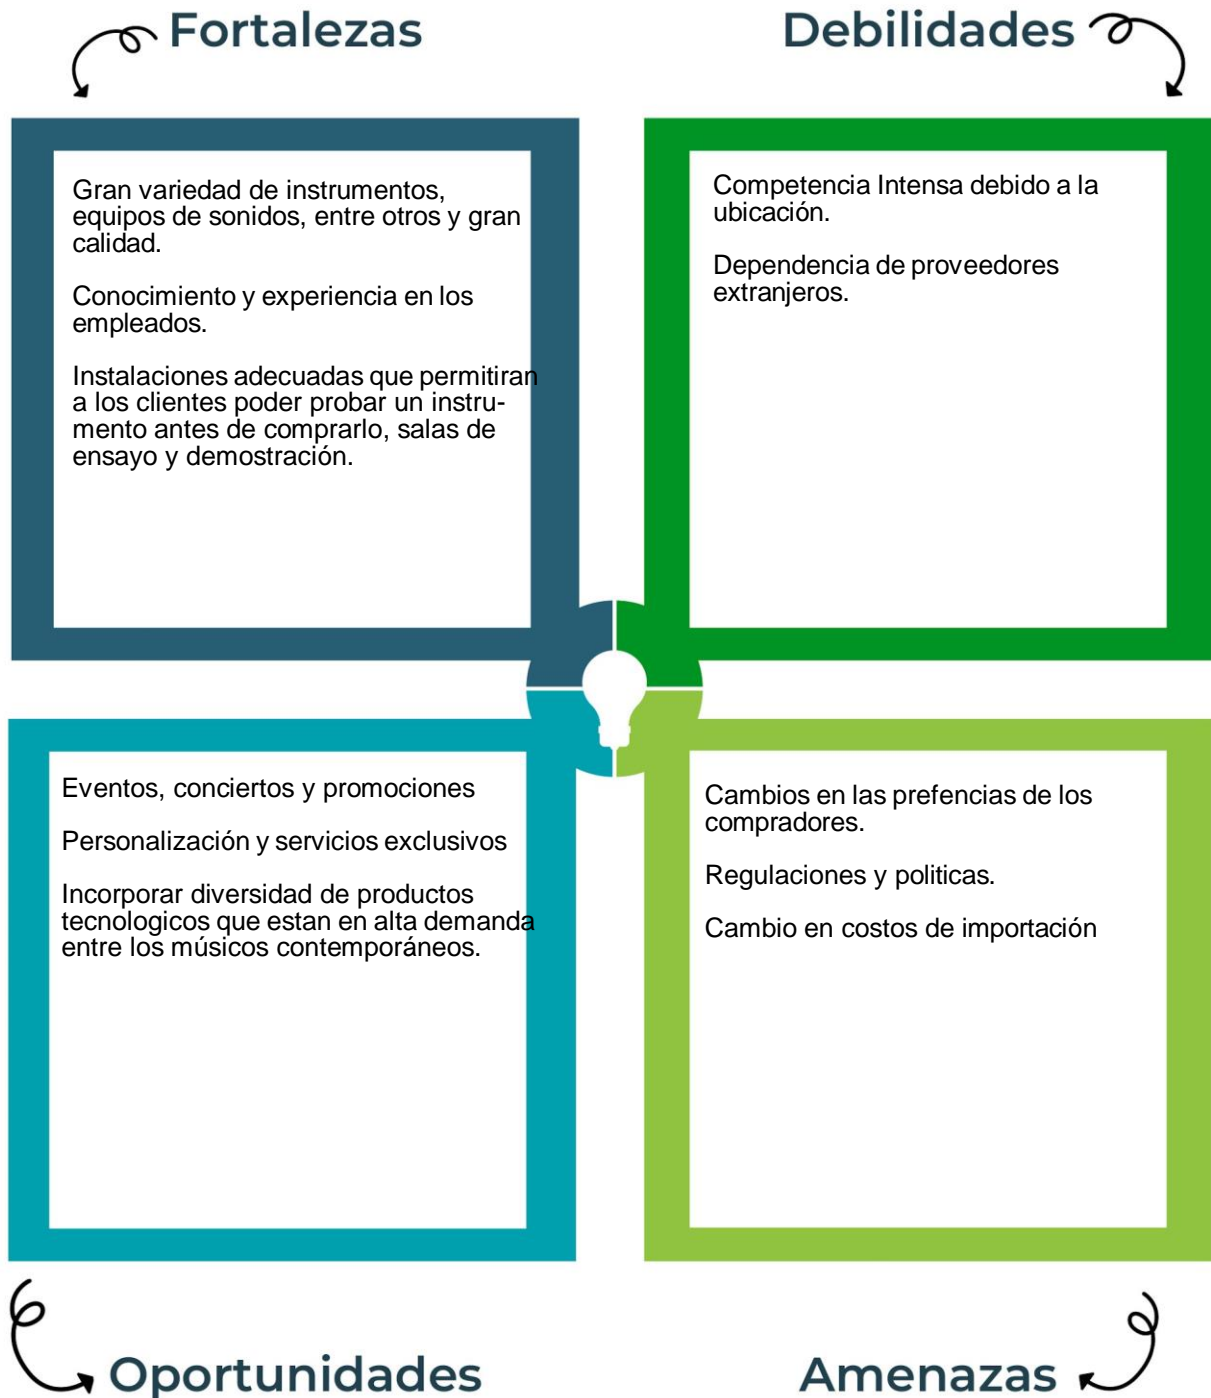 Fortalezas
Gran variedad de instrumentos,
equipos de sonidos, entre otros y gran
calidad.
Conocimiento y experiencia en los
empleados.
Instalaciones adecuadas que permitiran
a los clientes poder probar un instru-
mento antes de comprarlo, salas de
ensayo y demostración.
Debilidades
Competencia Intensa debido a la
ubicación.
Dependencia de proveedores
extranjeros.
Eventos, conciertos y promociones
Personalización y servicios exclusivos
Incorporar diversidad de productos
tecnologicos que estan en alta demanda
entre los músicos contemporáneos.
Oportunidades
Cambios en las prefencias de los
compradores.
Regulaciones y politicas.
Cambio en costos de importación
Amenazas